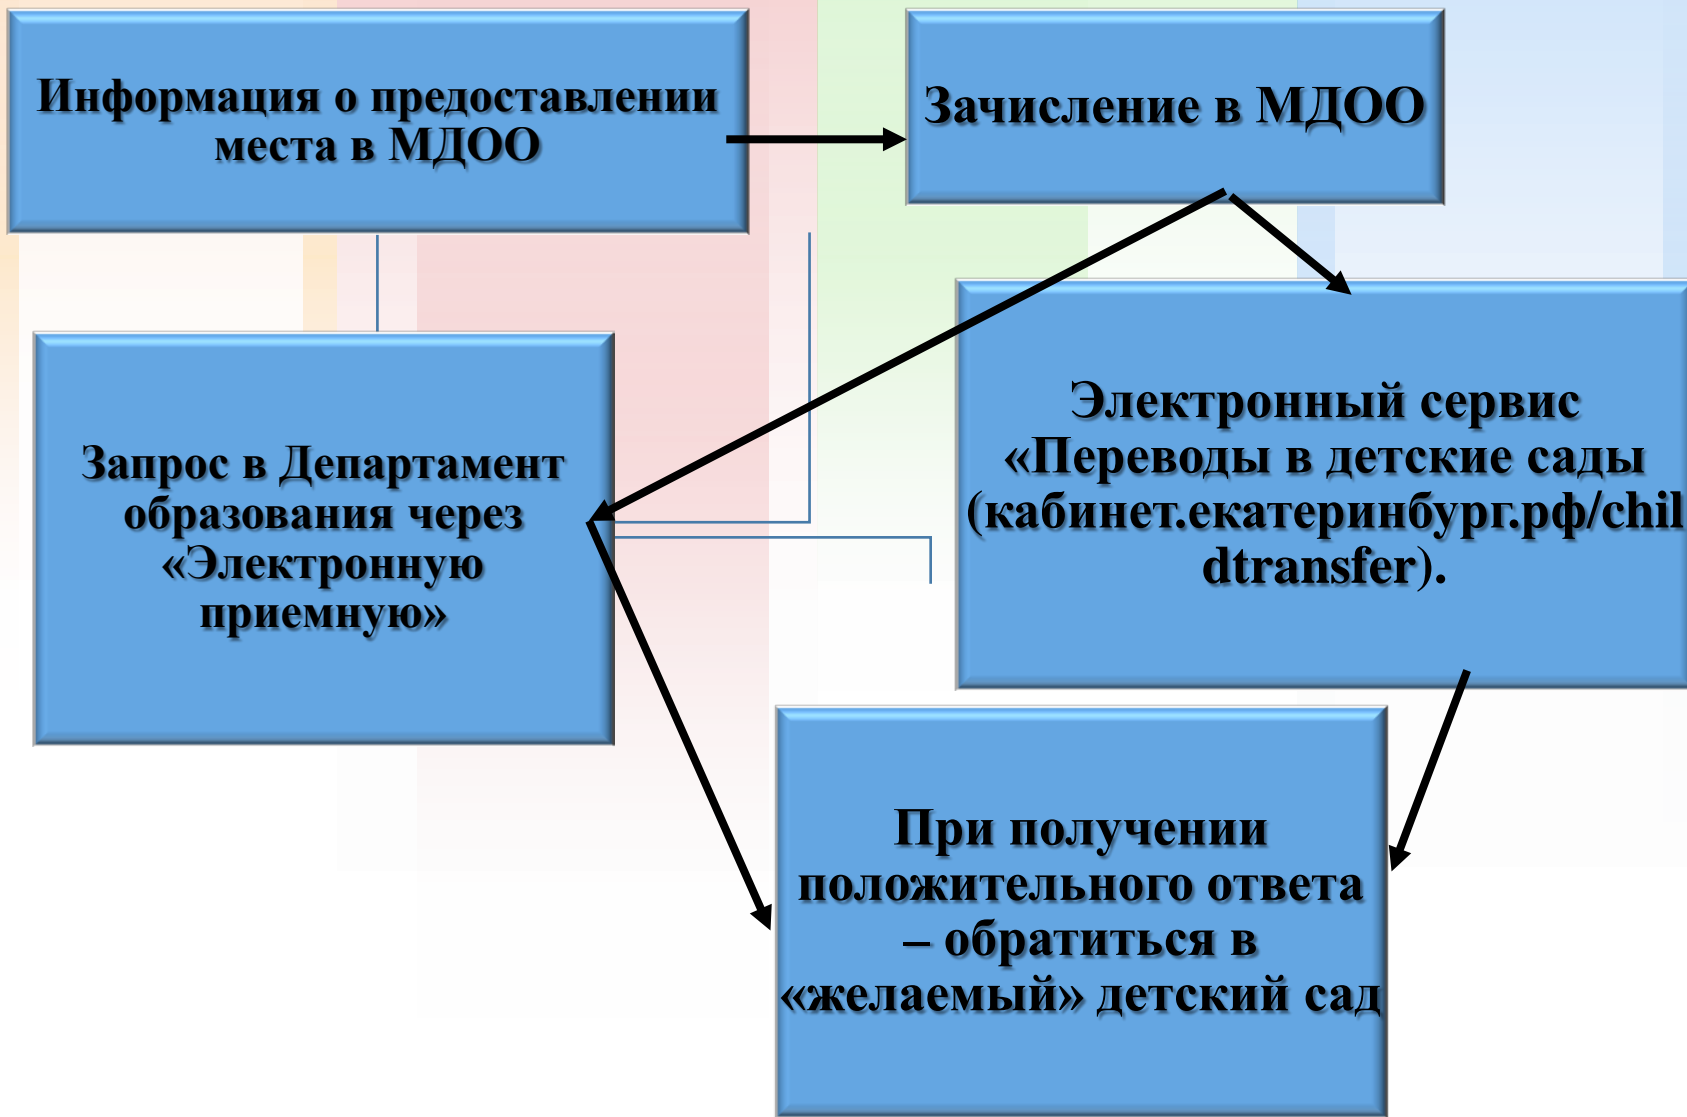 Информация о предоставлении
места в МДОО
Зачисление в МДОО
Запрос в Департамент
образования через
«Электронную
приемную»
Электронный сервис
«Переводы в детские сады
(кабинет.екатеринбург.рф/chil
dtransfer).
При получении
положительного ответа
– обратиться в
«желаемый» детский сад